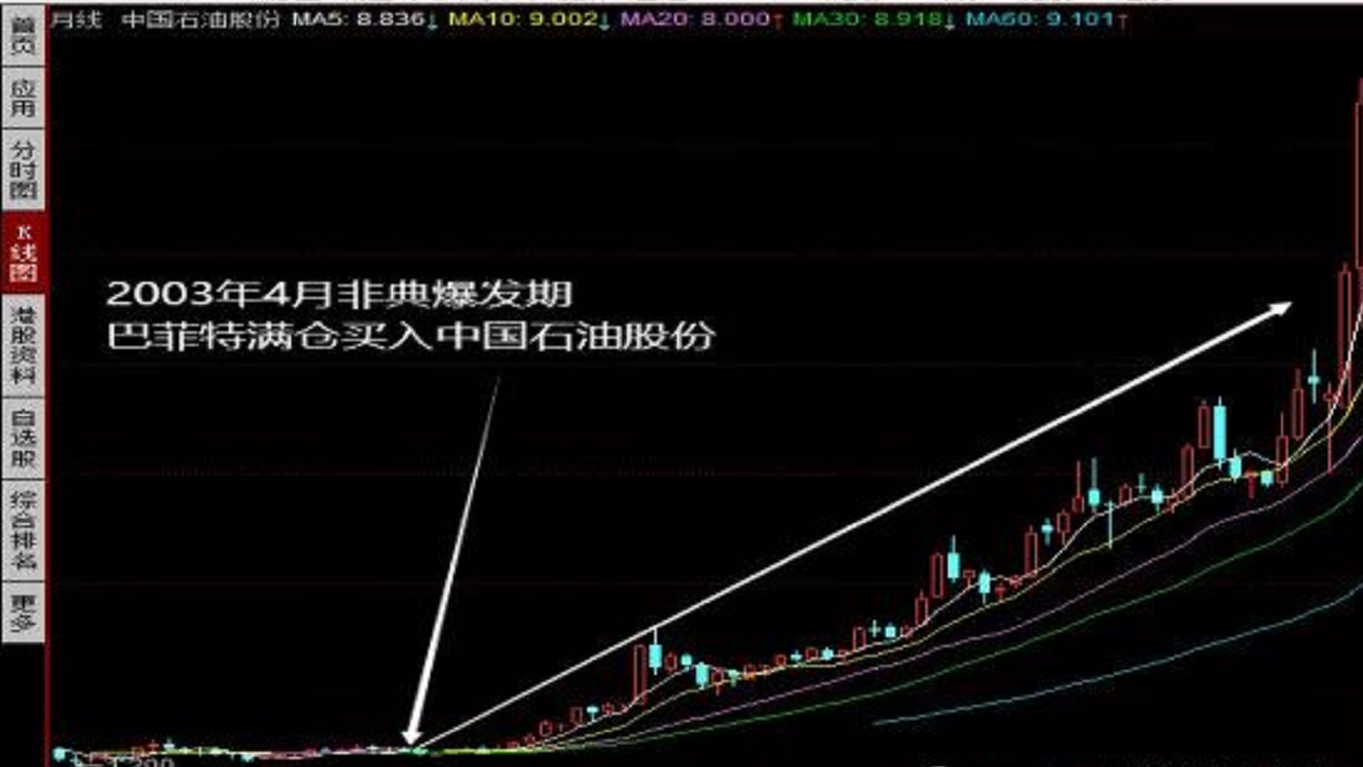 月线 中国石油股份 MA5: 8.836↓ MA10: 9.002↓ MA20: 8.000↑ MA30: 8.918↓ MA60: 9.101↑
首页
应用
分时图
K线图
港股资料
自选股
综合排名
更多
2003年4月非典爆发期
巴菲特满仓买入中国石油股份